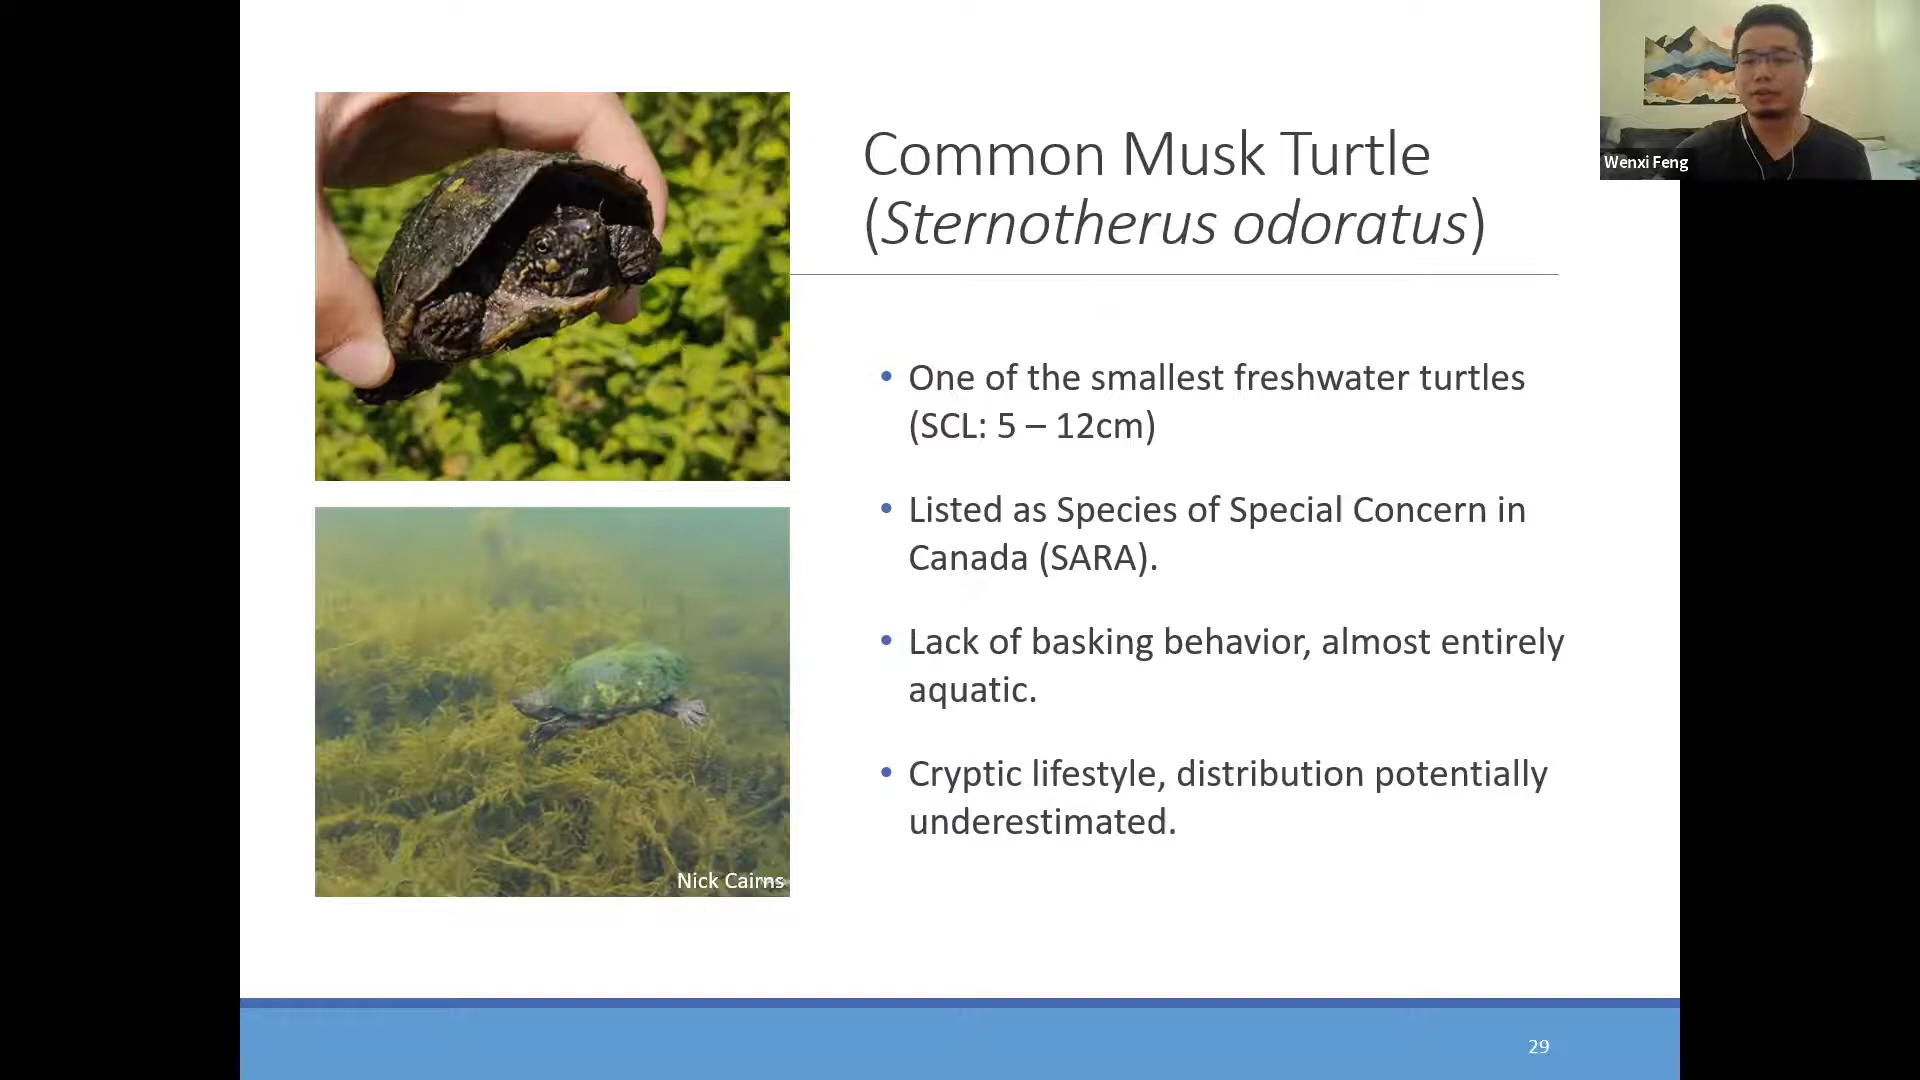 Common Musk Turtle
(Sternotherus odoratus)
Wenxi Feng
• One of the smallest freshwater turtles
(SCL: 5 – 12cm)
• Listed as Species of Special Concern in
Canada (SARA).
• Lack of basking behavior, almost entirely
aquatic.
• Cryptic lifestyle, distribution potentially
underestimated.
Nick Cairns
29